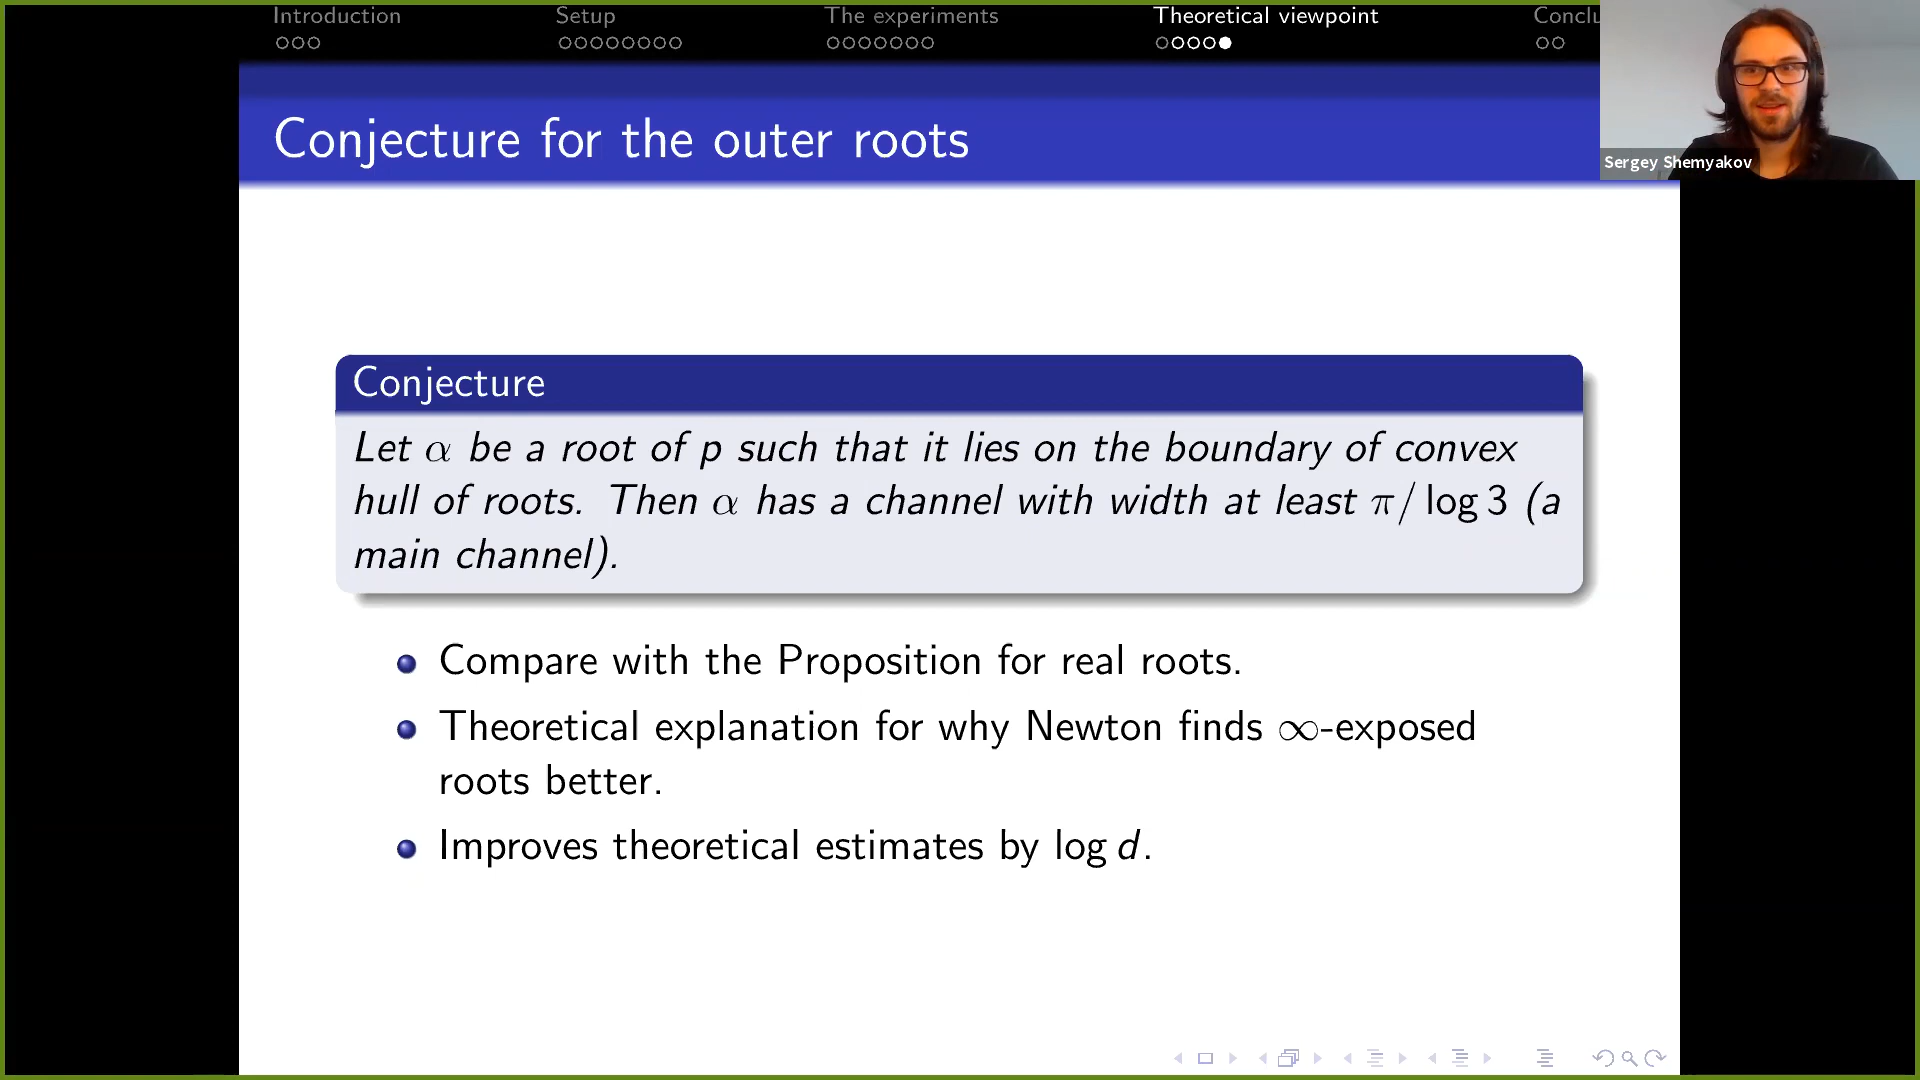 Introduction Setup The experiments Theoretical viewpoint Conclu
Conjecture for the outer roots
Sergey Shemyakov
Conjecture
Let α be a root of p such that it lies on the boundary of convex
hull of roots. Then α has a channel with width at least π/ log 3 (a
main channel).
Compare with the Proposition for real roots.
Theoretical explanation for why Newton finds ∞-exposed
roots better.
Improves theoretical estimates by log d.